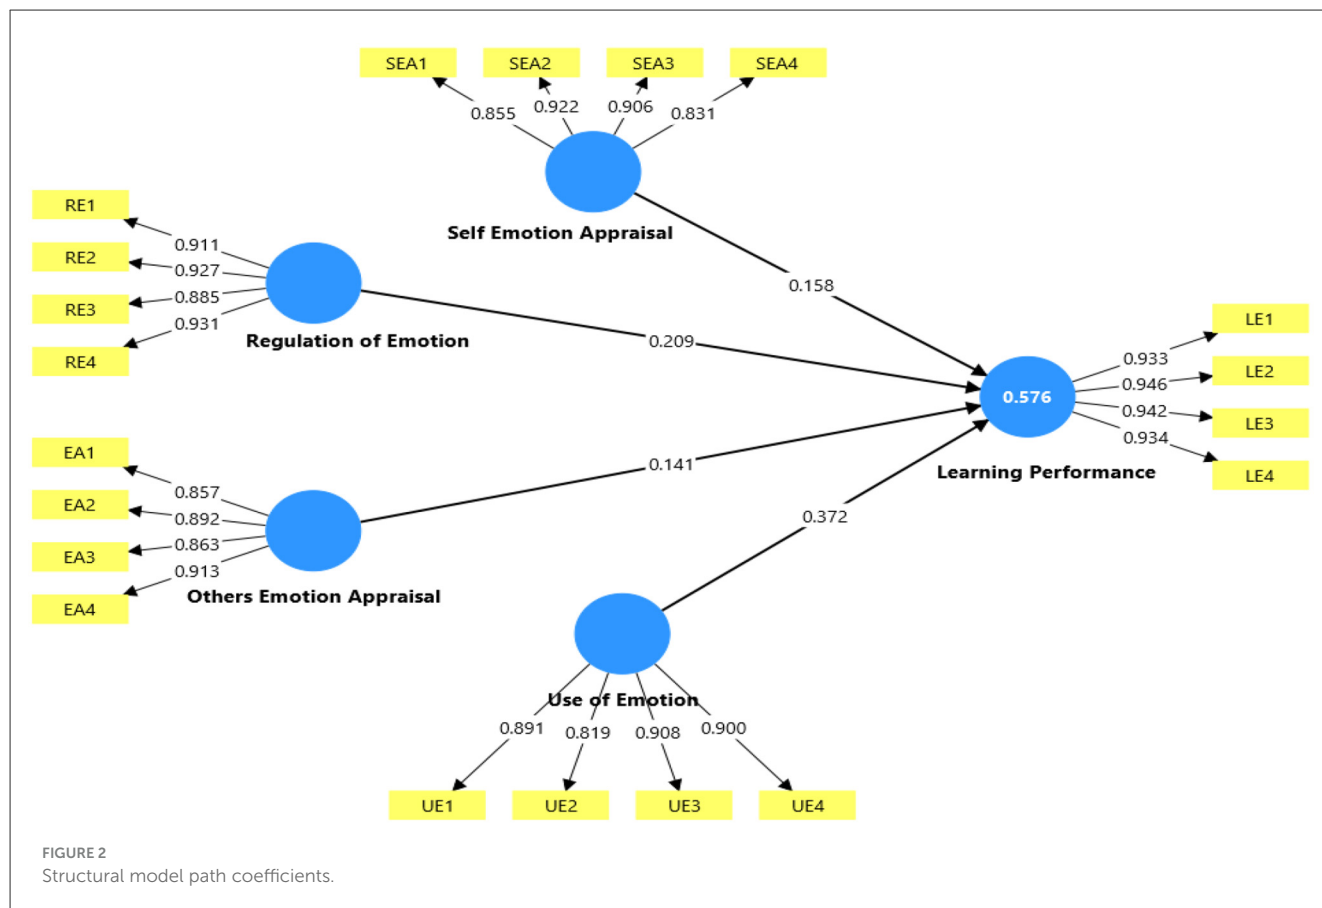 SEA1 SEA2 SEA3 SEA4
0.855 0.922 0.906 0.831
Self Emotion Appraisal
RE1
RE2
RE3
RE4
0.911
0.927
0.885
0.931
Regulation of Emotion
0.158
0.209
EA1
EA2
EA3
EA4
0.857
0.892
0.863
0.913
Others Emotion Appraisal
0.141
0.372
0.576
Learning Performance
0.933
0.946
0.942
0.934
LE1
LE2
LE3
LE4
Use of Emotion
0.891 0.819 0.908 0.900
UE1 UE2 UE3 UE4
FIGURE 2
Structural model path coefficients.